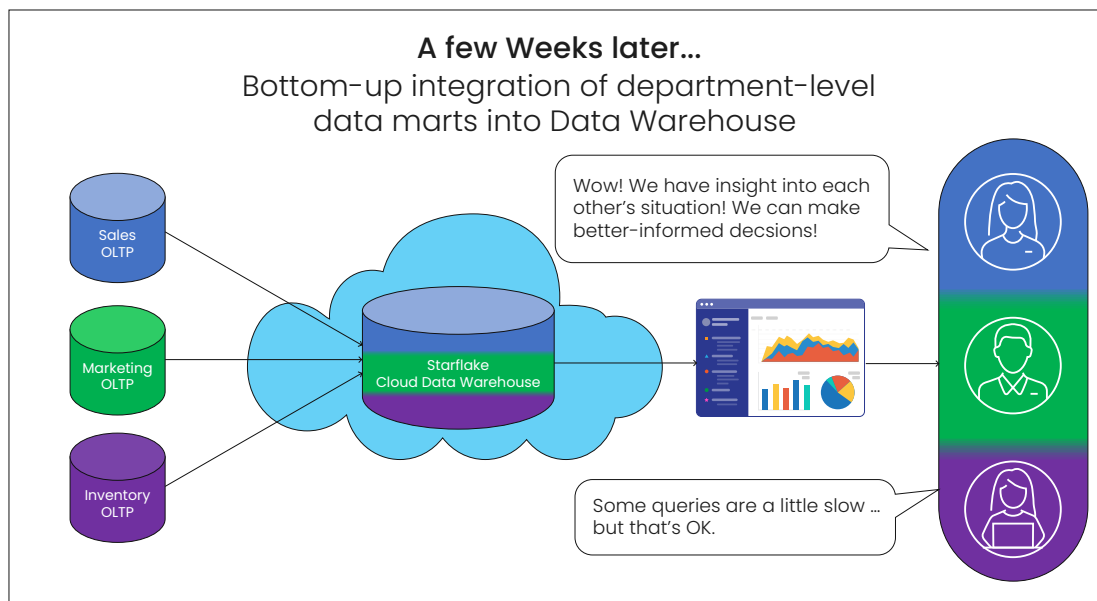 A few Weeks later...
Bottom-up integration of department-level
data marts into Data Warehouse
Wow! We have insight into each
other's situation! We can make
better-informed decsions!
Sales
OLTP
Marketing
OLTP
Starflake
Cloud Data Warehouse
Inventory
OLTP
Some queries are a little slow ...
but that's OK.